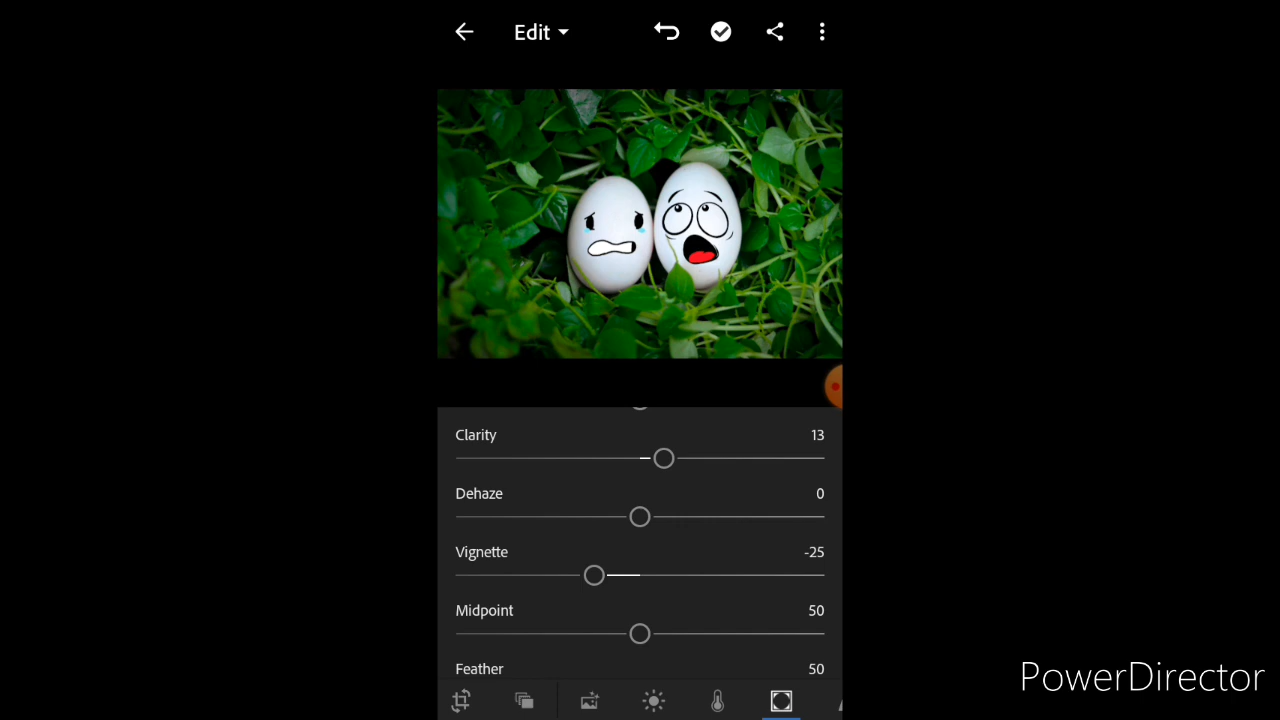 Edit
Clarity 13
Dehaze 0
Vignette -25
Midpoint 50
Feather 50
PowerDirector